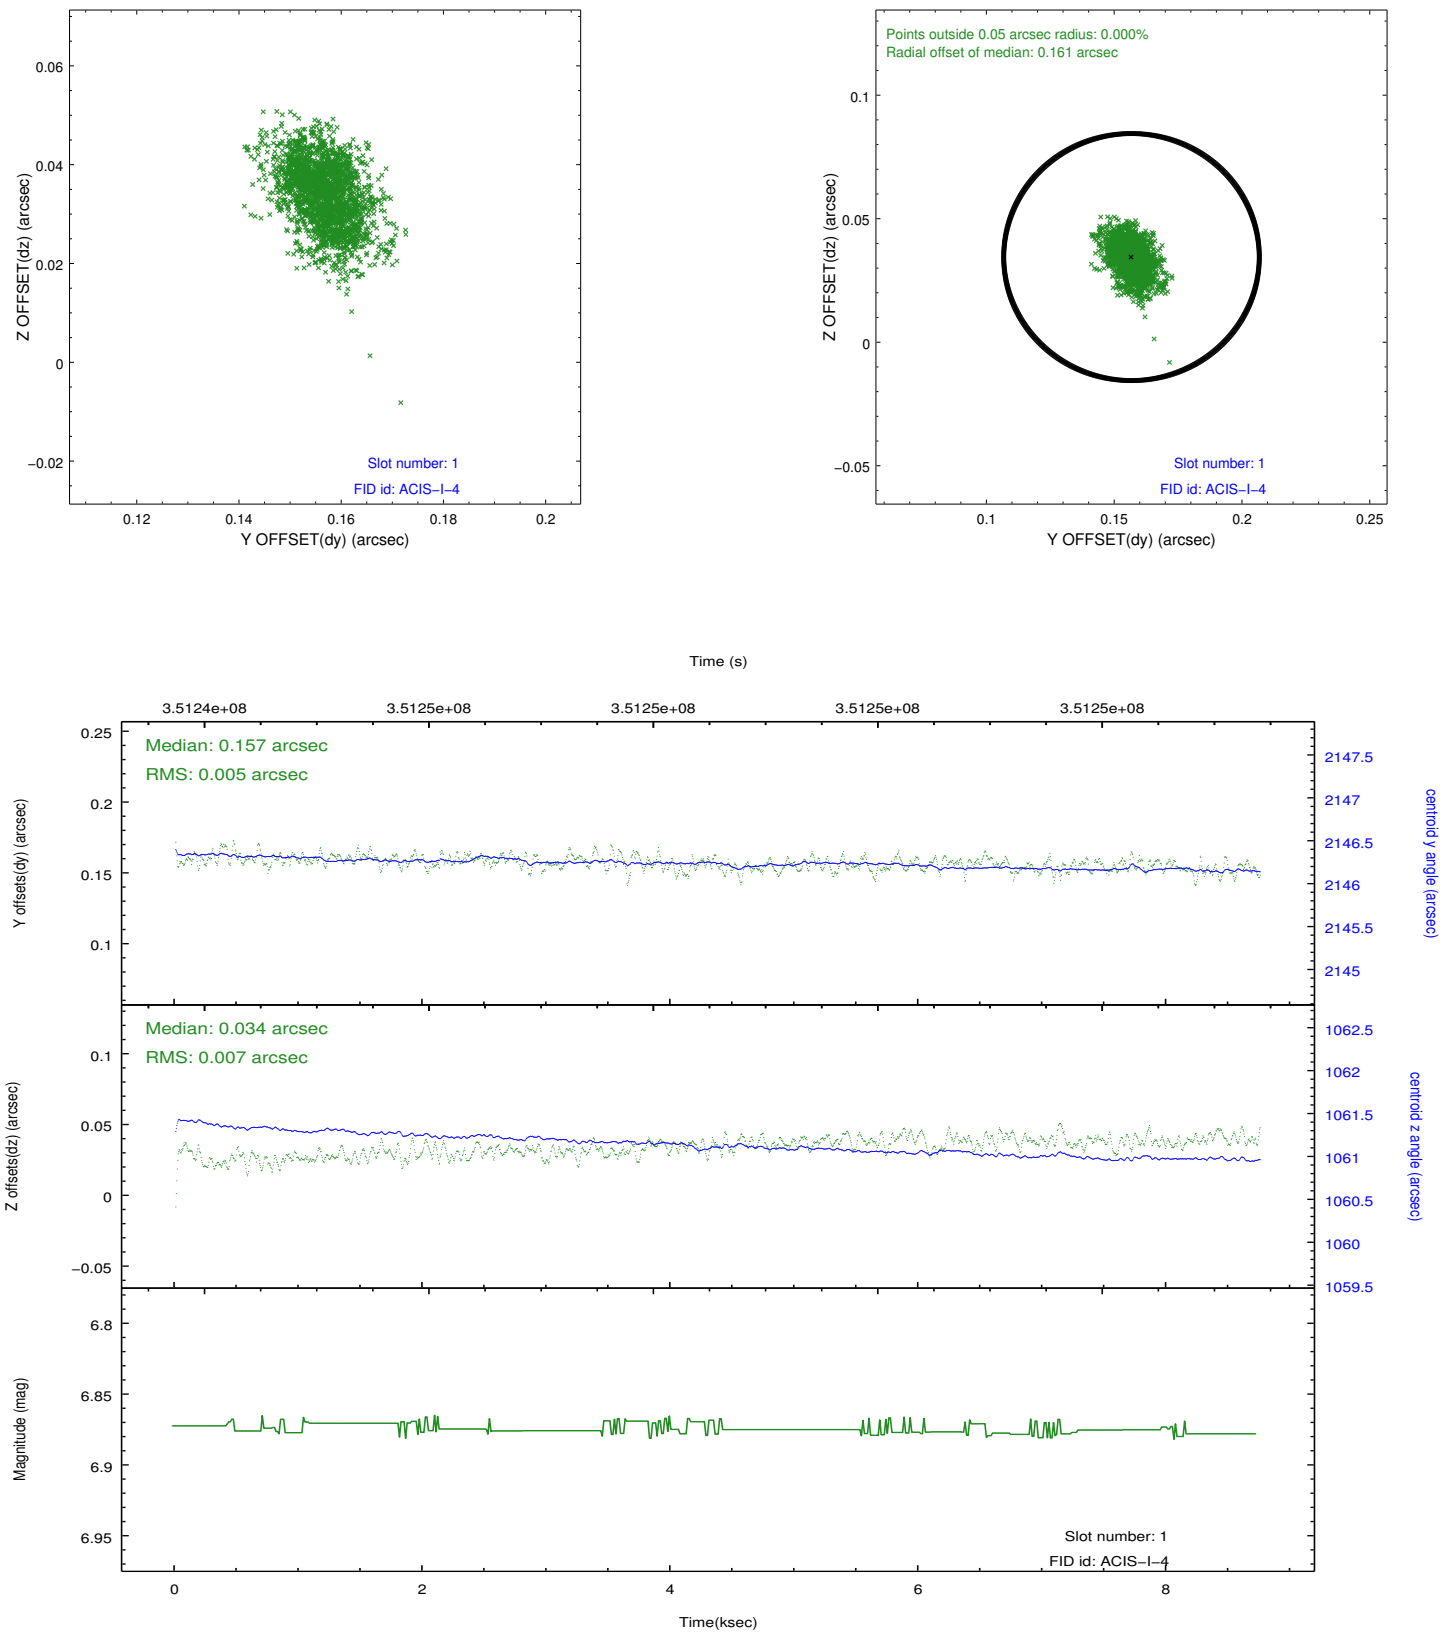 0.06
0.04
0.02
0
−0.02
Z OFFSET(dz) (arcsec)
Slot number: 1
FID id: ACIS−I−4
0.12
0.14
0.16
0.18
0.2
Y OFFSET(dy) (arcsec)
Points outside 0.05 arcsec radius: 0.000%
Radial offset of median: 0.161 arcsec
0.1
0.05
0
−0.05
Z OFFSET(dz) (arcsec)
Slot number: 1
FID id: ACIS−I−4
0.1
0.15
0.2
0.25
Y OFFSET(dy) (arcsec)
Time (s)
3.5124e+08
3.5125e+08
3.5125e+08
3.5125e+08
3.5125e+08
Median: 0.157 arcsec
RMS: 0.005 arcsec
0.25
0.2
0.15
0.1
Y offsets(dy) (arcsec)
2147.5
2147
2146.5
2146
2145.5
2145
centroid y angle (arcsec)
Median: 0.034 arcsec
RMS: 0.007 arcsec
0.1
0.05
0
−0.05
Z offsets(dz) (arcsec)
1062.5
1062
1061.5
1061
1060.5
1060
1059.5
centroid z angle (arcsec)
6.8
6.85
6.9
6.95
Magnitude (mag)
Slot number: 1
FID id: ACIS−I−4
0
2
4
6
8
Time(ksec)